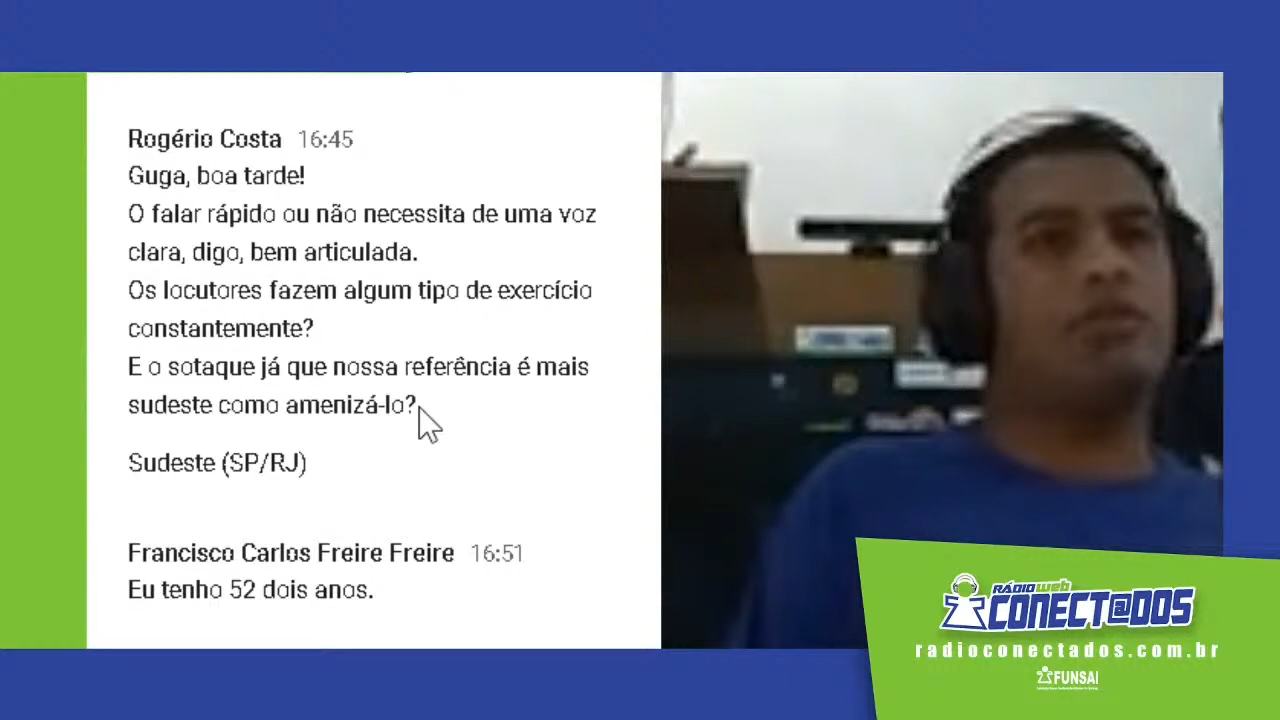 Rogério Costa 16:45
Guga, boa tarde!
O falar rápido ou não necessita de uma voz
clara, digo, bem articulada.
Os locutores fazem algum tipo de exercício
constantemente?
E o sotaque já que nossa referência é mais
sudeste como amenizá-lo?
Sudeste (SP/RJ)
Francisco Carlos Freire Freire 16:51
Eu tenho 52 dois anos.
RÁDIO web
CONECT@DOS
radioconectados.com.br
FUNSAI